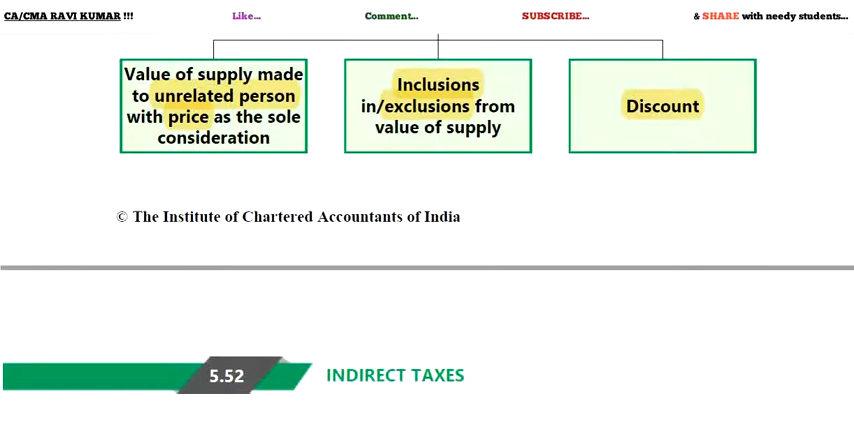 CA/CMA RAVI KUMAR !!! Like... Comment... SUBSCRIBE... & SHARE with needy students...
Value of supply made
to unrelated person
with price as the sole
consideration
Inclusions
in/exclusions from
value of supply
Discount
© The Institute of Chartered Accountants of India
5.52 INDIRECT TAXES